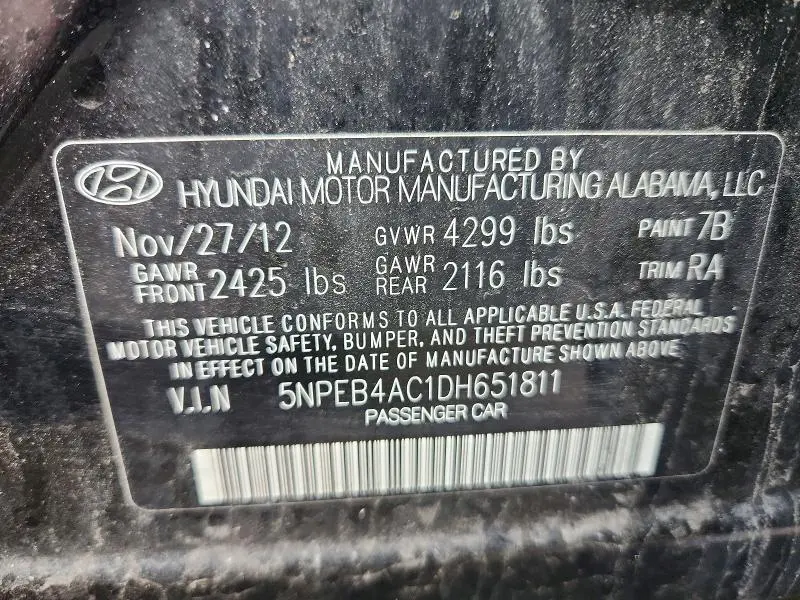 MANUFACTURED BY
HYUNDAI MOTOR MANUFACTURING ALABAMA, LLC
Nov/27/12 GVWR 4299 lbs PAINT 7B
GAWR FRONT 2425 lbs GAWR REAR 2116 lbs TRIM RA
THIS VEHICLE CONFORMS TO ALL APPLICABLE U.S.A. FEDERAL
MOTOR VEHICLE SAFETY, BUMPER, AND THEFT PREVENTION STANDARDS
IN EFFECT ON THE DATE OF MANUFACTURE SHOWN ABOVE
V.I.N 5NPEB4AC1DH651811
PASSENGER CAR